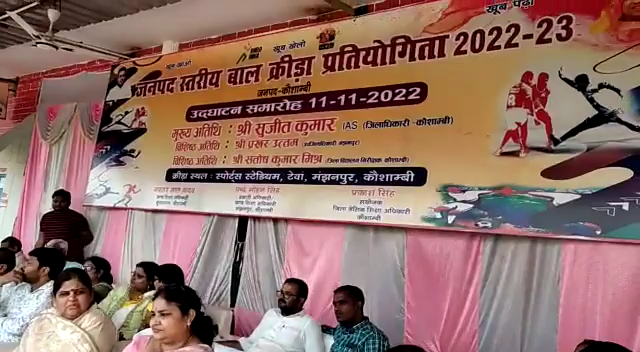 खूब खाओ
खूब खेलो
खूब पढ़ो
जनपद स्तरीय बाल क्रीड़ा प्रतियोगिता 2022-23
जनपद-कौशाम्बी
उद्घाटन समारोह 11-11-2022
मुख्य अतिथि : श्री सुजीत कुमार IAS (जिलाधिकारी -कौशाम्बी)
विशिष्ठ अतिथि : श्री प्रखर उत्तम (उपजिलाधिकारी मंझनपुर)
विशिष्ठ अतिथि : श्री संतोष कुमार मिश्र (जिला विद्यालय निरीक्षक, कौशाम्बी)
क्रीड़ा स्थल : स्पोर्ट्स स्टेडियम, टेवां, मंझनपुर, कौशाम्बी
प्रकाश सिंह
संयोजक
जिला बेसिक शिक्षा अधिकारी
कौशाम्बी